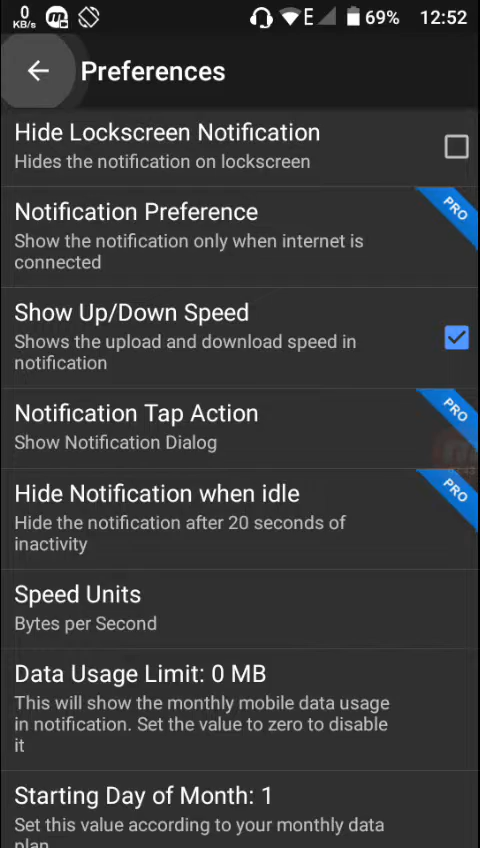 0
KB/s
E
69%
12:52
Preferences
Hide Lockscreen Notification
Hides the notification on lockscreen
Notification Preference
PRO
Show the notification only when internet is
connected
Show Up/Down Speed
Shows the upload and download speed in
notification
Notification Tap Action
PRO
Show Notification Dialog
Hide Notification when idle
PRO
Hide the notification after 20 seconds of
inactivity
Speed Units
Bytes per Second
Data Usage Limit: 0 MB
This will show the monthly mobile data usage
in notification. Set the value to zero to disable
it
Starting Day of Month: 1
Set this value according to your monthly data
plan